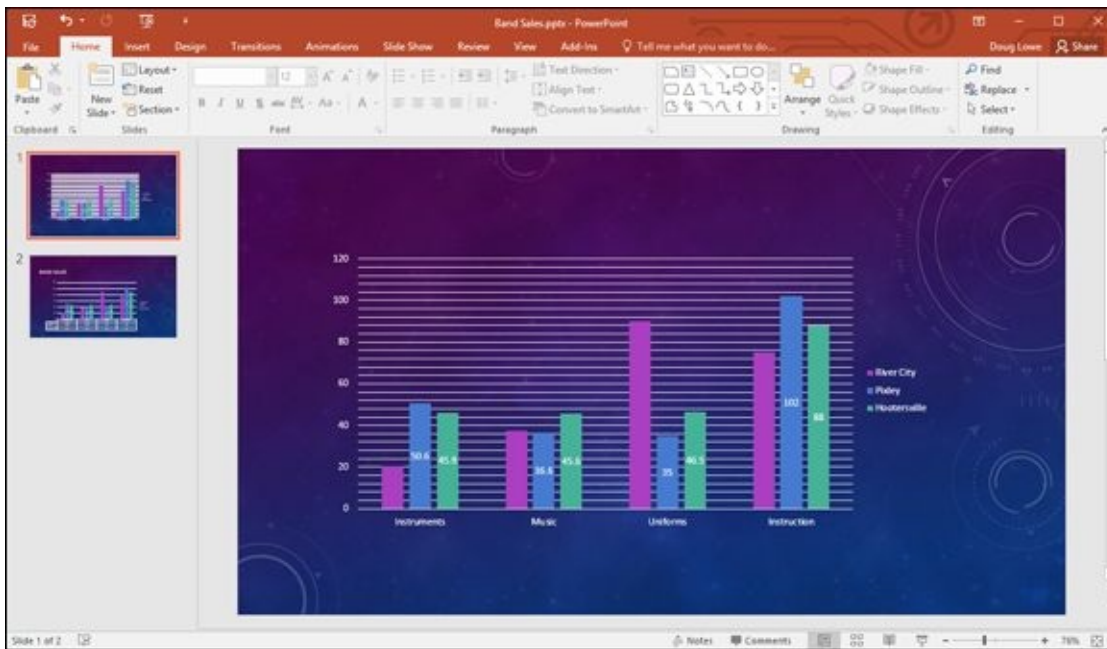 Band Sales.pptx - PowerPoint
File Home Insert Design Transitions Animations Slide Show Review View Add-Ins Tell me what you want to do... Doug Lowe Share
Paste
New Slide
Layout
Reset
Section
12
Text Direction
Align Text
Convert to SmartArt
Arrange
Quick Styles
Shape Fill
Shape Outline
Shape Effects
Find
Replace
Select
Clipboard Slides Font Paragraph Drawing Editing
1
2
120
100
80
60
40
20
0
50.6 45.9
36.6 45.6
35 46.5
102 88
Instruments Music Uniforms Instruction
River City
Pixley
Hooterville
Slide 1 of 2 Notes Comments 76%